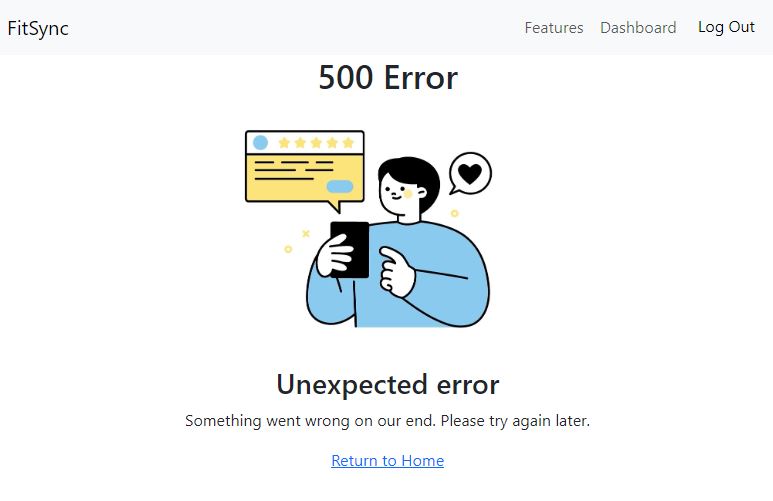 FitSync
Features Dashboard Log Out
500 Error
Unexpected error
Something went wrong on our end. Please try again later.
Return to Home